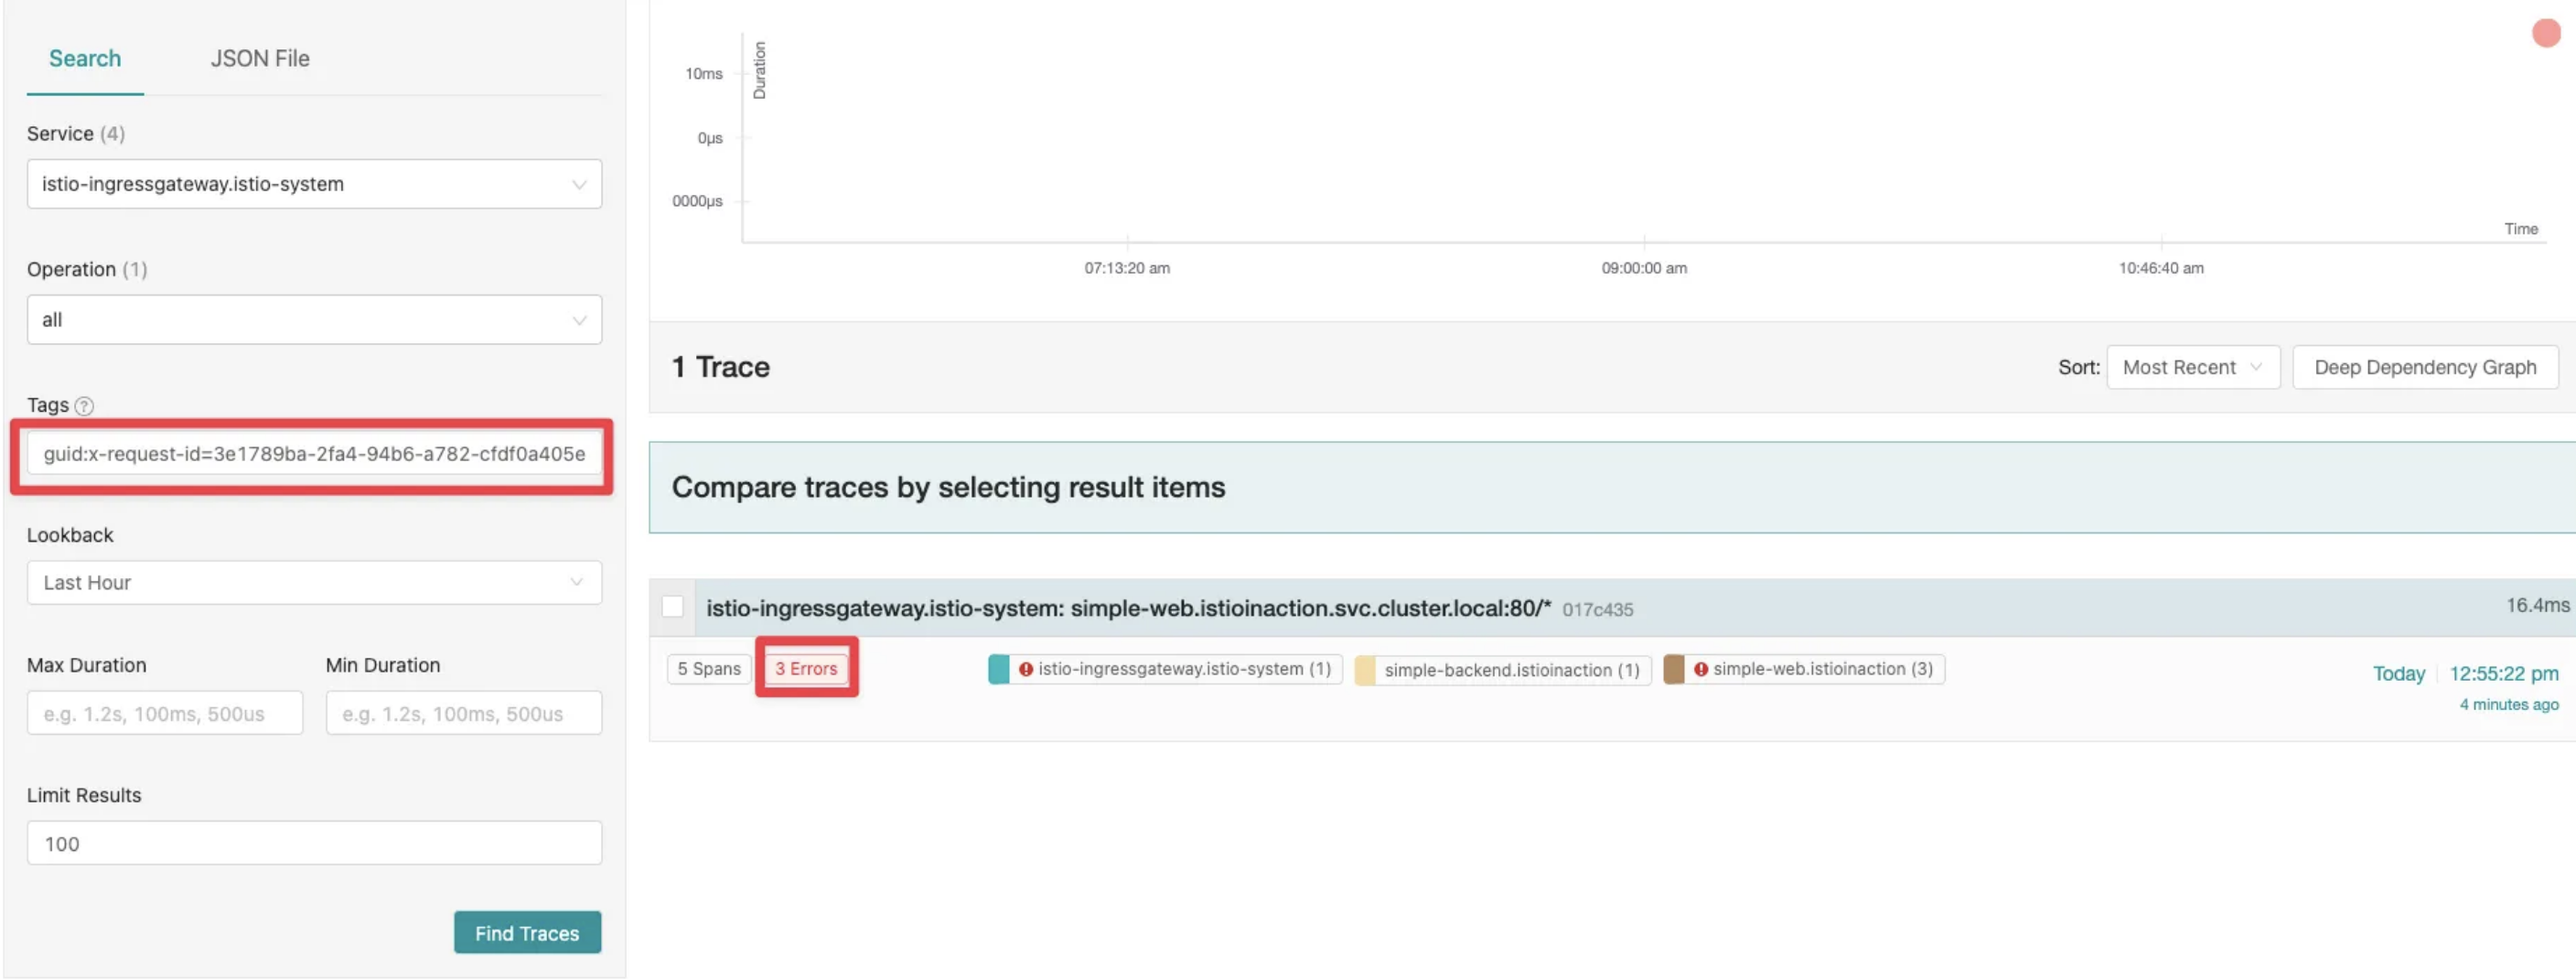 Search
JSON File
Service (4)
istio-ingressgateway.istio-system
Operation (1)
all
Tags ?
guid:x-request-id=3e1789ba-2fa4-94b6-a782-cfdf0a405e
Lookback
Last Hour
Max Duration
Min Duration
e.g. 1.2s, 100ms, 500us
e.g. 1.2s, 100ms, 500us
Limit Results
100
Find Traces
Duration
10ms
0μs
0000μs
Time
07:13:20 am
09:00:00 am
10:46:40 am
1 Trace
Sort: Most Recent
Deep Dependency Graph
Compare traces by selecting result items
istio-ingressgateway.istio-system: simple-web.istioinaction.svc.cluster.local:80/* 017c435
16.4ms
5 Spans
3 Errors
istio-ingressgateway.istio-system (1)
simple-backend.istioinaction (1)
simple-web.istioinaction (3)
Today 12:55:22 pm
4 minutes ago